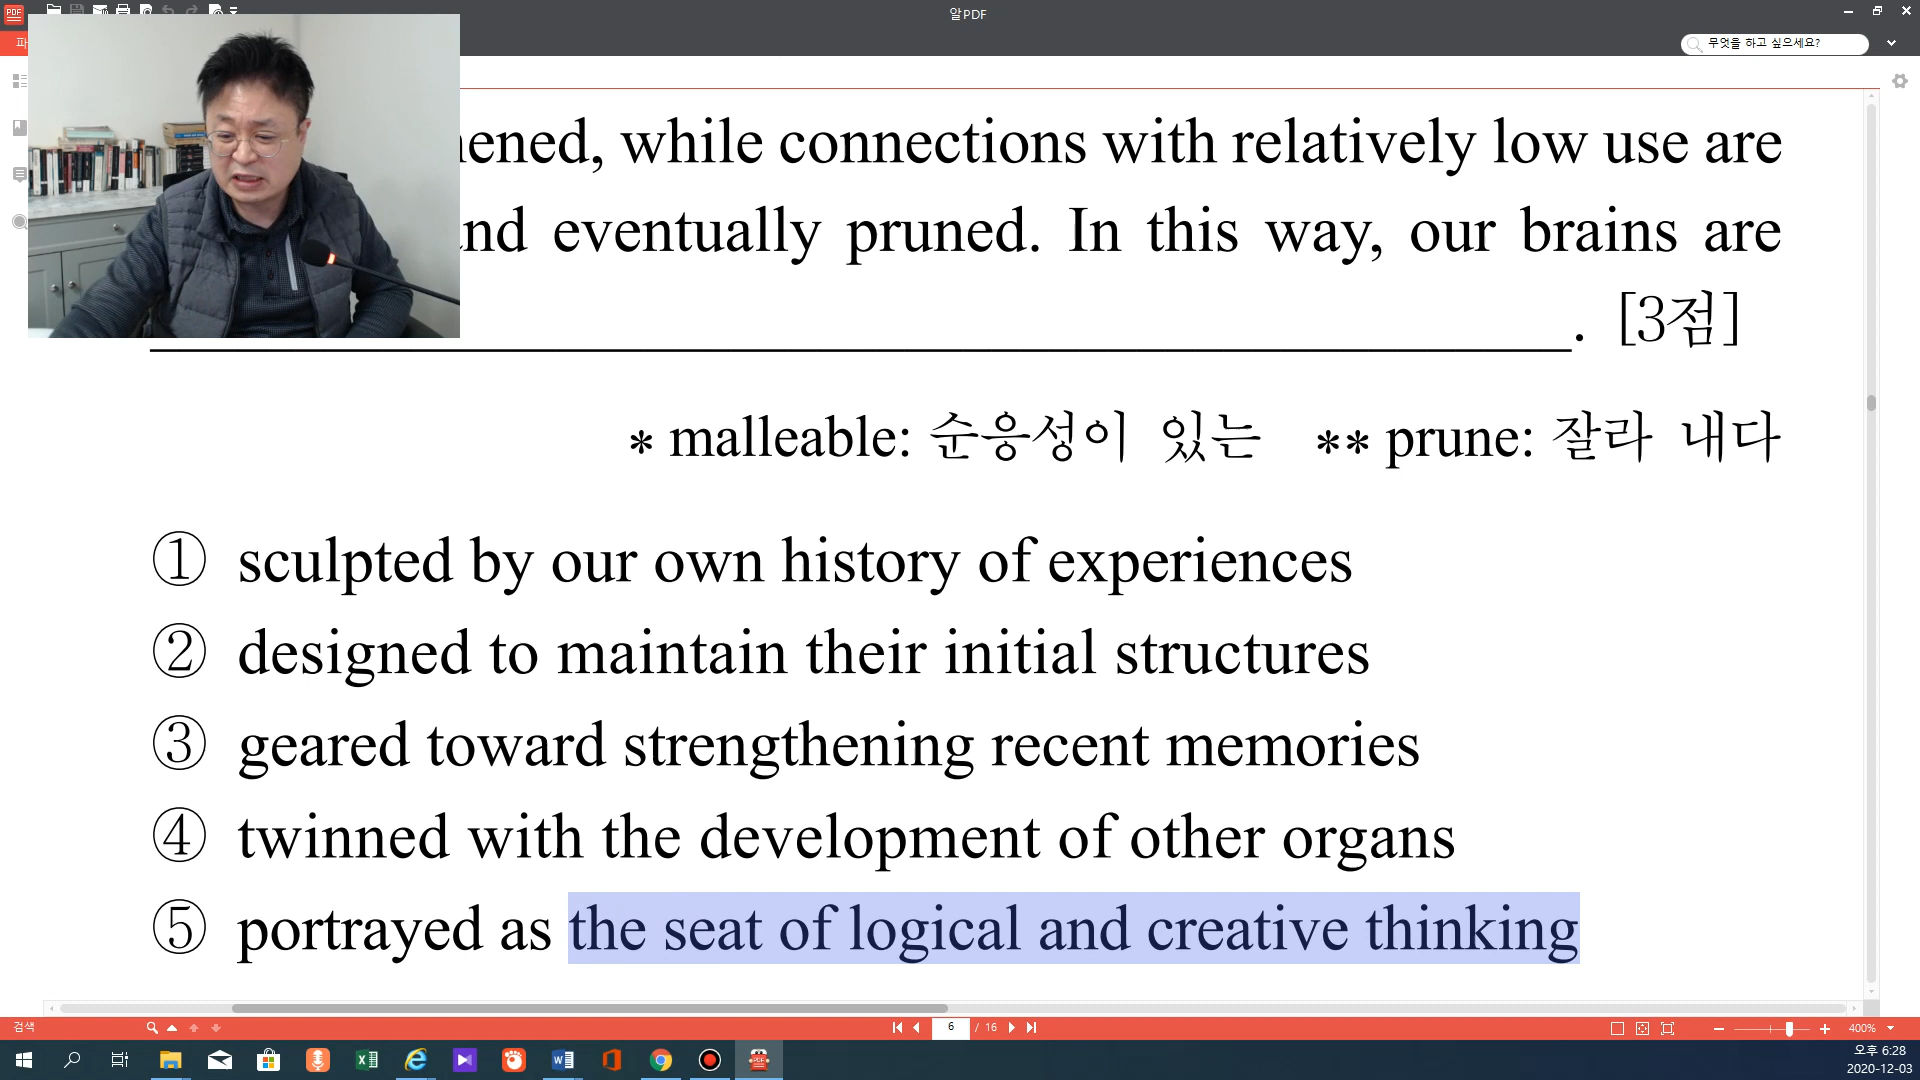 알PDF
무엇을 하고 싶으세요?
hened, while connections with relatively low use are
nd eventually pruned. In this way, our brains are
. [3점]
* malleable: 순응성이 있는 ** prune: 잘라 내다
① sculpted by our own history of experiences
② designed to maintain their initial structures
③ geared toward strengthening recent memories
④ twinned with the development of other organs
⑤ portrayed as the seat of logical and creative thinking
검색
6 / 16
400%
오후 6:28
2020-12-03